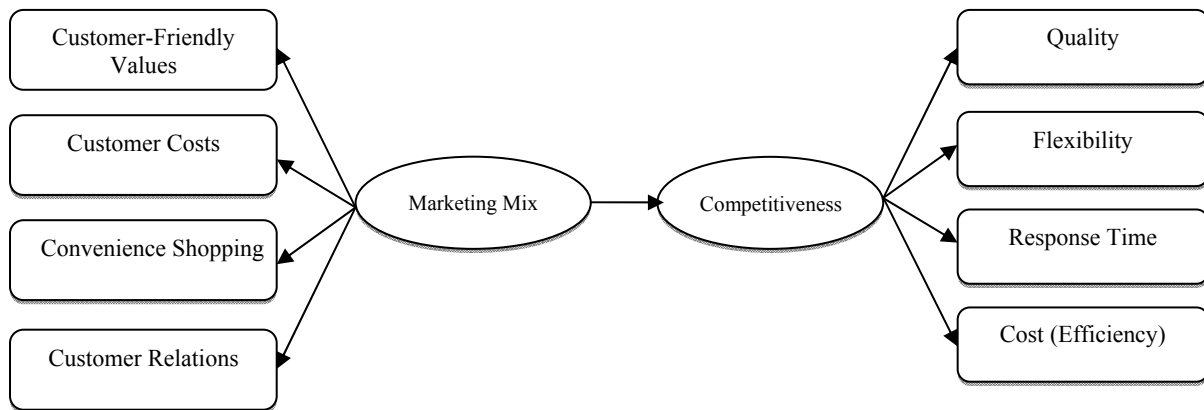 Customer-Friendly
Values
Customer Costs
Convenience Shopping
Customer Relations
Marketing Mix
Competitiveness
Quality
Flexibility
Response Time
Cost (Efficiency)